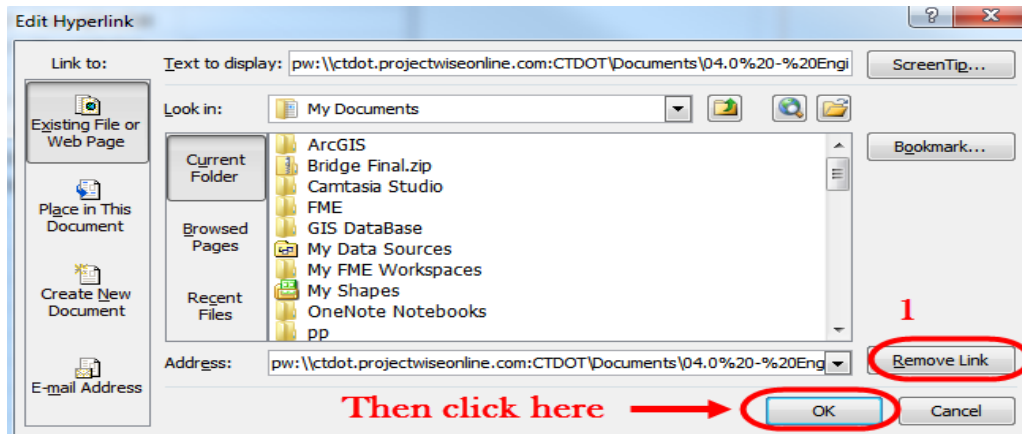 Edit Hyperlink
Link to:
Text to display: pw:\\ctdot.projectwiseonline.com:CTDOT\Documents\04.0%20-%20Engi
ScreenTip...
Existing File or
Web Page
Look in: My Documents
Current
Folder
ArcGIS
Bridge Final.zip
Camtasia Studio
FME
GIS DataBase
My Data Sources
My FME Workspaces
My Shapes
OneNote Notebooks
pp
Bookmark...
Place in This
Document
Browsed
Pages
Create New
Document
Recent
Files
1
E-mail Address
Address: pw:\\ctdot.projectwiseonline.com:CTDOT\Documents\04.0%20-%20Eng
Remove Link
Then click here
OK
Cancel